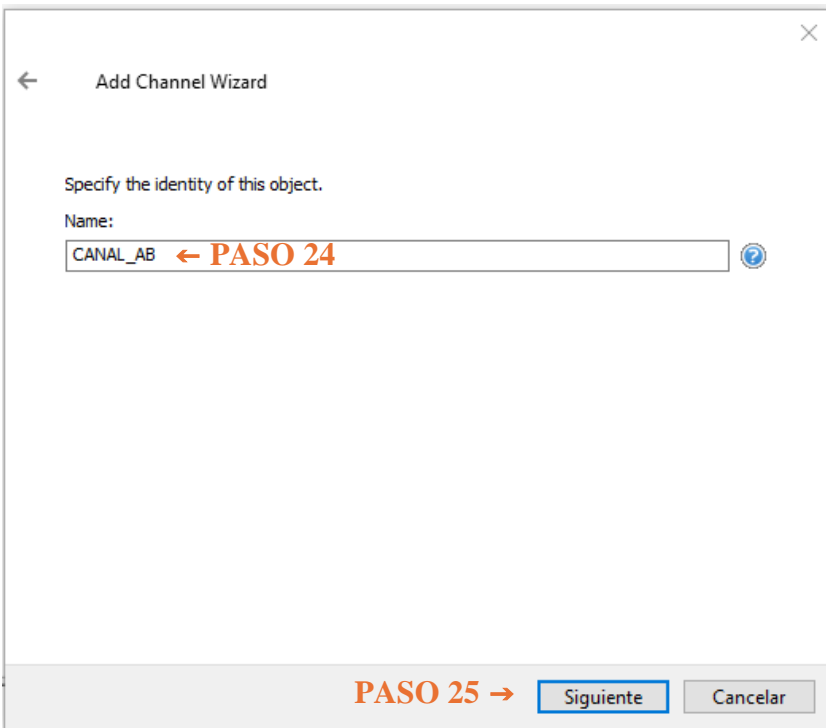 ← Add Channel Wizard
Specify the identity of this object.
Name:
CANAL_AB ← PASO 24
PASO 25 → Siguiente Cancelar